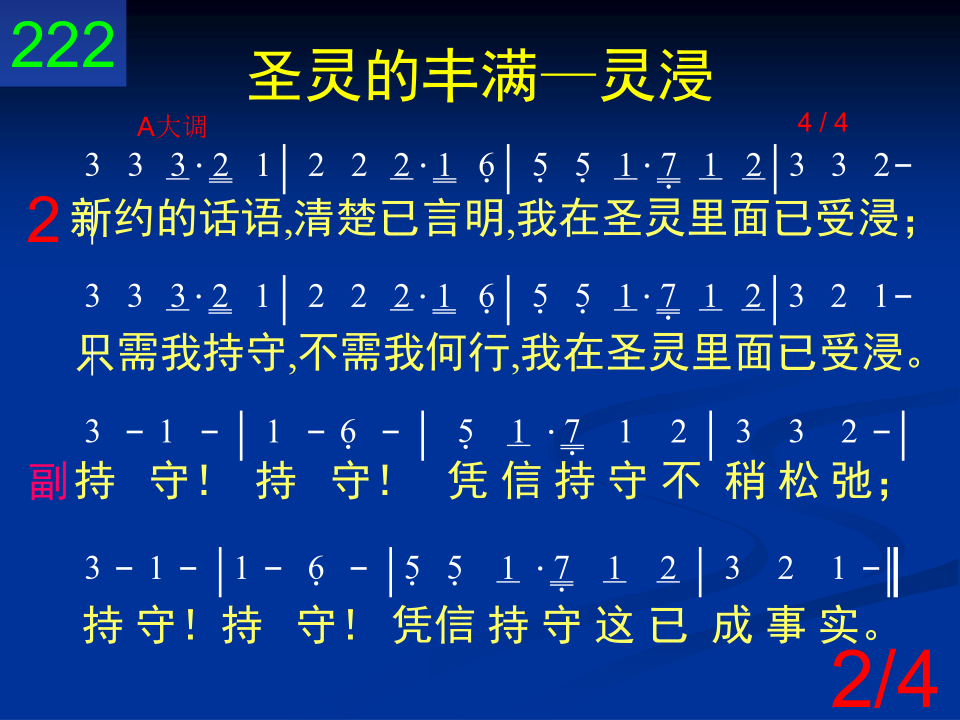 222
圣灵的丰满—灵浸
A大调 4 / 4
3 3 3·2 1| 2 2 2·1 6̣| 5̣ 5̣ 1·7̣ 1 2|3 3 2-
2 新约的话语,清楚已言明,我在圣灵里面已受浸；
3 3 3·2 1| 2 2 2·1 6̣| 5̣ 5̣ 1·7̣ 1 2|3 2 1-
只需我持守,不需我何行,我在圣灵里面已受浸。
3 - 1 - | 1 - 6̣ - | 5̣ 1 ·7̣ 1 2 | 3 3 2 -|
副 持 守！ 持 守！ 凭 信 持 守 不 稍 松 弛；
3 - 1 - |1 - 6̣ - |5̣ 5̣ 1 ·7̣ 1 2 | 3 2 1 -‖
持 守！持 守！ 凭信 持 守 这 已 成 事 实。
2/4